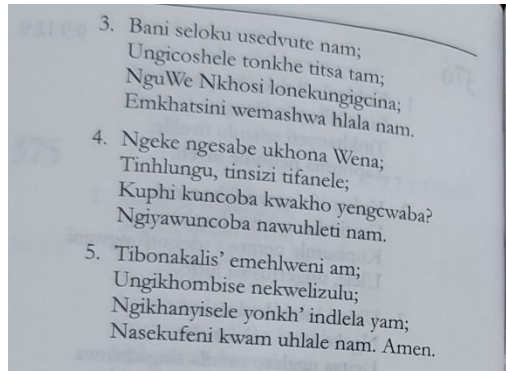 3. Bani seloku usedvute nam;
Ungicoshele tonkhe titsa tam;
NguWe Nkhosi lonekungigcina;
Emkhatsini wemashwa hlala nam.
4. Ngeke ngesabe ukhona Wena;
Tinhlungu, tinsizi tifanele;
Kuphi kuncoba kwakho yengcwaba?
Ngiyawuncoba nawuhleti nam.
5. Tibonakalis’ emehlweni am;
Ungikhombise nekwelizulu;
Ngikhanyisele yonkh’ indlela yam;
Nasekufeni kwam uhlale nam. Amen.